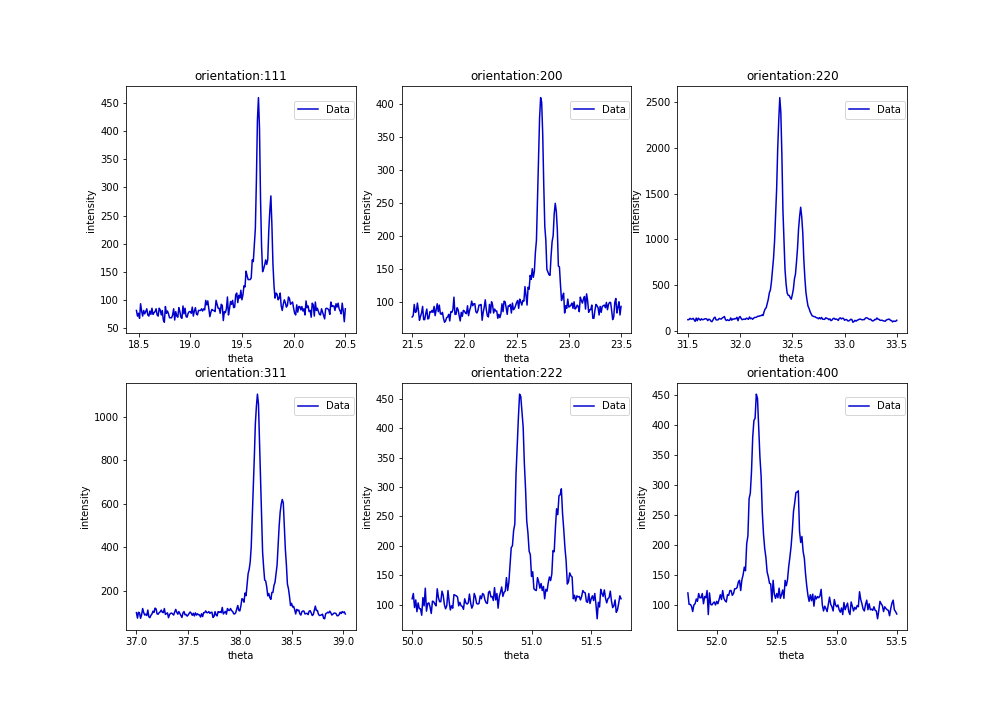 orientation:111
450
400
350
300
250
200
150
100
50
intensity
Data
18.5 19.0 19.5 20.0 20.5
theta
orientation:200
400
350
300
250
200
150
100
intensity
Data
21.5 22.0 22.5 23.0 23.5
theta
orientation:220
2500
2000
1500
1000
500
0
intensity
Data
31.5 32.0 32.5 33.0 33.5
theta
orientation:311
1000
800
600
400
200
intensity
Data
37.0 37.5 38.0 38.5 39.0
theta
orientation:222
450
400
350
300
250
200
150
100
intensity
Data
50.0 50.5 51.0 51.5
theta
orientation:400
450
400
350
300
250
200
150
100
intensity
Data
52.0 52.5 53.0 53.5
theta